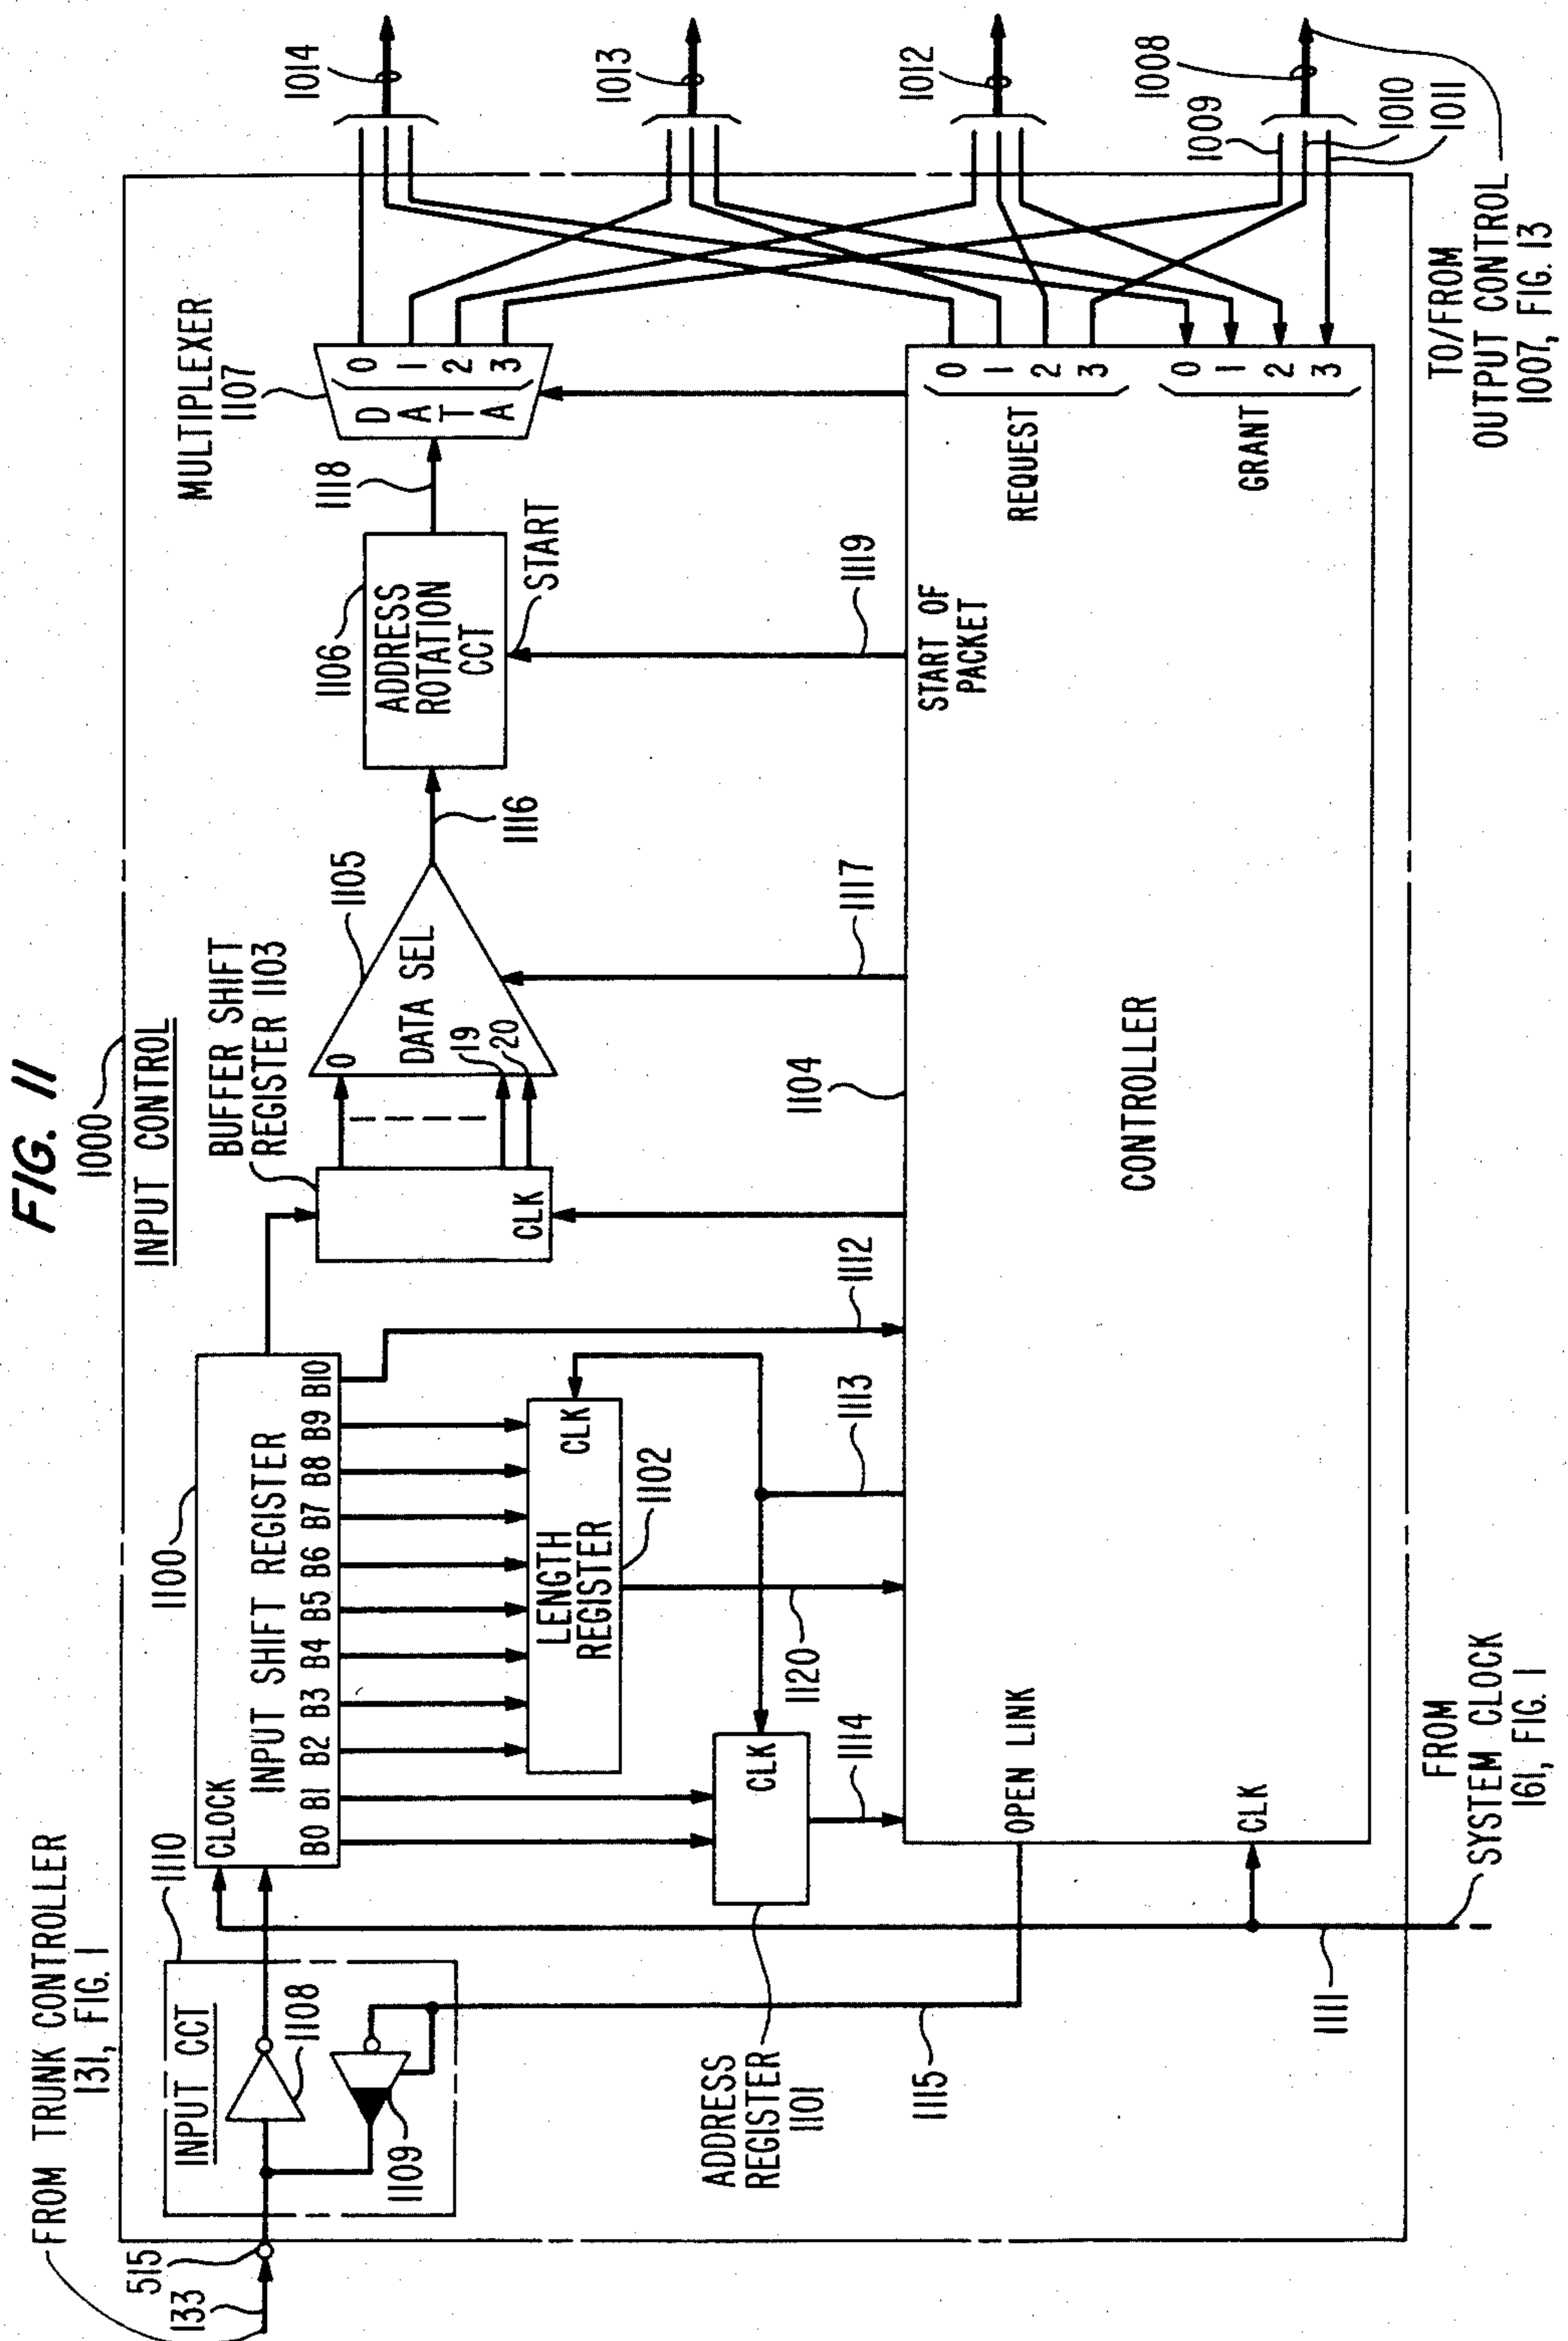 FIG. 11
1000
INPUT CONTROL
FROM TRUNK CONTROLLER
131, FIG. 1
515
133
1110
INPUT CCT
1108
1109
1100
CLOCK
INPUT SHIFT REGISTER
B0 B1 B2 B3 B4 B5 B6 B7 B8 B9 B10
LENGTH
REGISTER
CLK
1102
CLK
ADDRESS
REGISTER
1101
1114
1120
1113
1112
1115
1111
BUFFER SHIFT
REGISTER 1103
CLK
0
DATA SEL
19
20
1105
1116
1117
1106
ADDRESS
ROTATION
CCT
START
1118
1119
MULTIPLEXER
1107
DATA
0
1
2
3
1104
CONTROLLER
OPEN LINK
CLK
START OF
PACKET
REQUEST
0
1
2
3
GRANT
0
1
2
3
1014
1013
1012
1008
1009
1010
1011
FROM
SYSTEM CLOCK
161, FIG. 1
TO/FROM
OUTPUT CONTROL
1007, FIG. 13